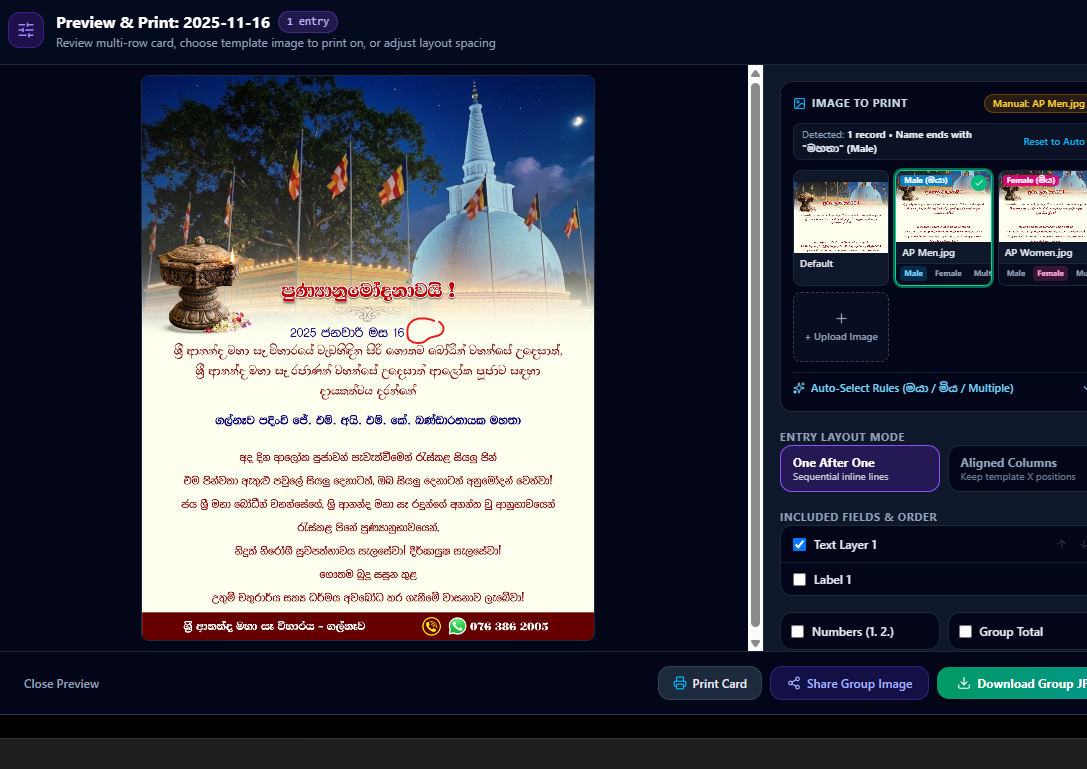 Preview & Print: 2025-11-16 1 entry
Review multi-row card, choose template image to print on, or adjust layout spacing
පුණ්‍යානුමෝදනාවයි !
2025 ජනවාරි මස 16
ශ්‍රී ආනන්ද මහා සෑ විහාරයේ වැඩහිඳින සිරි ගෞතම බෝධීන් වහන්සේ උදෙසාත්,
ශ්‍රී ආනන්ද මහා සෑ රජාණන් වහන්සේ උදෙසාත් ආලෝක පූජාව සඳහා
දායකත්වය දරන්නේ
ගල්නෑව පදිංචි ජේ. එම්. අයි. එම්. කේ. බණ්ඩාරනායක මහතා
අද දින ආලෝක පුජාවන් පැවැත්වීමෙන් රැස්කළ සියලු පින්
එම පින්වතා ඇතුළු පවුලේ සියලු දෙනාටත්, ඔබ සියලු දෙනාටත් අනුමෝදන් වෙත්වා!
ජය ශ්‍රී මහා බෝධීන් වහන්සේගේ, ශ්‍රී ආනන්ද මහා සෑ රදුන්ගේ අනන්ත වූ ආනුභාවයෙන්
රැස්කළ පිනේ පුණ්‍යානුභාවයෙන්,
නිදුක් නිරෝගී සුවපත්භාවය සැලසේවා! දීර්ඝායුෂ සැලසේවා!
ගෞතම බුදු සසුන තුළ
උතුම් චතුරාර්ය සත්‍ය ධර්මය අවබෝධ කර ගැනීමේ වාසනාව ලැබේවා!
ශ්‍රී ආනන්ද මහා සෑ විහාරය - ගල්නෑව 076 386 2005
IMAGE TO PRINT Manual: AP Men.jpg
Detected: 1 record • Name ends with
"මහතා" (Male) Reset to Auto
Male (මයා) Female (මිය)
Default AP Men.jpg AP Women.jpg
Male Female Mult Male Female Mu
+ Upload Image
Auto-Select Rules (මයා / මිය / Multiple)
ENTRY LAYOUT MODE
One After One Aligned Columns
Sequential inline lines Keep template X positions
INCLUDED FIELDS & ORDER
Text Layer 1
Label 1
Numbers (1. 2.) Group Total
Close Preview Print Card Share Group Image Download Group